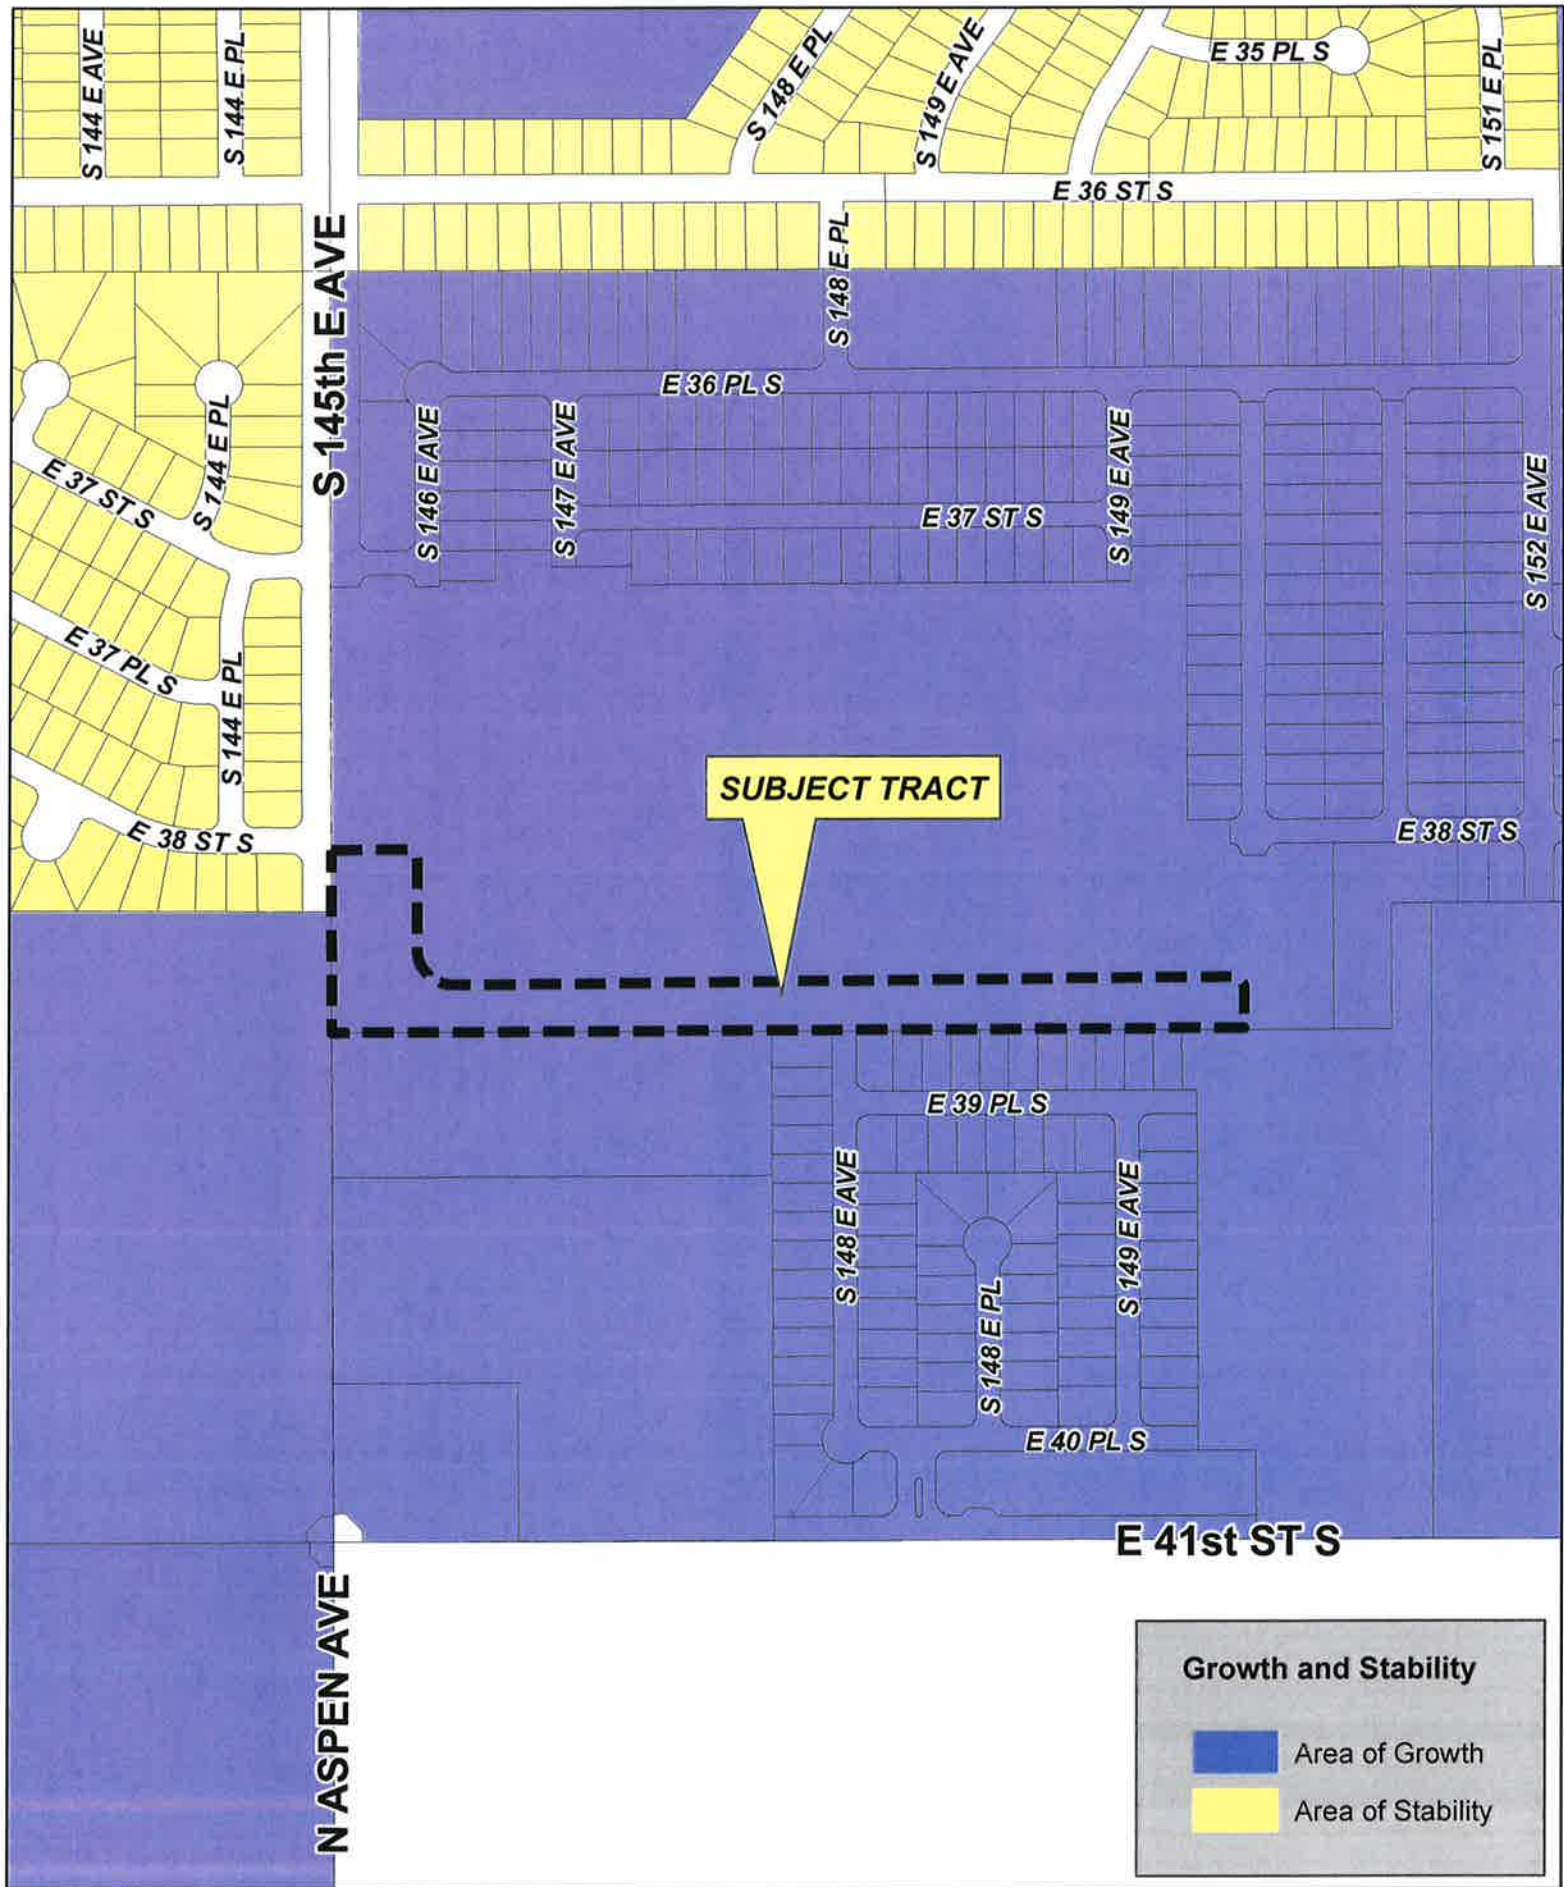 S 144 E AVE
S 144 E PL
S 148 E PL
S 149 E AVE
E 35 PL S
S 151 E PL
E 36 ST S
S 145th E AVE
S 148 E PL
E 36 PL S
S 144 E PL
E 37 ST S
S 146 E AVE
S 147 E AVE
E 37 ST S
S 149 E AVE
S 152 E AVE
E 37 PL S
S 144 E PL
SUBJECT TRACT
E 38 ST S
E 38 ST S
E 39 PL S
S 148 E AVE
S 149 E AVE
S 148 E PL
E 40 PL S
E 41st ST S
N ASPEN AVE
Growth and Stability
Area of Growth
Area of Stability